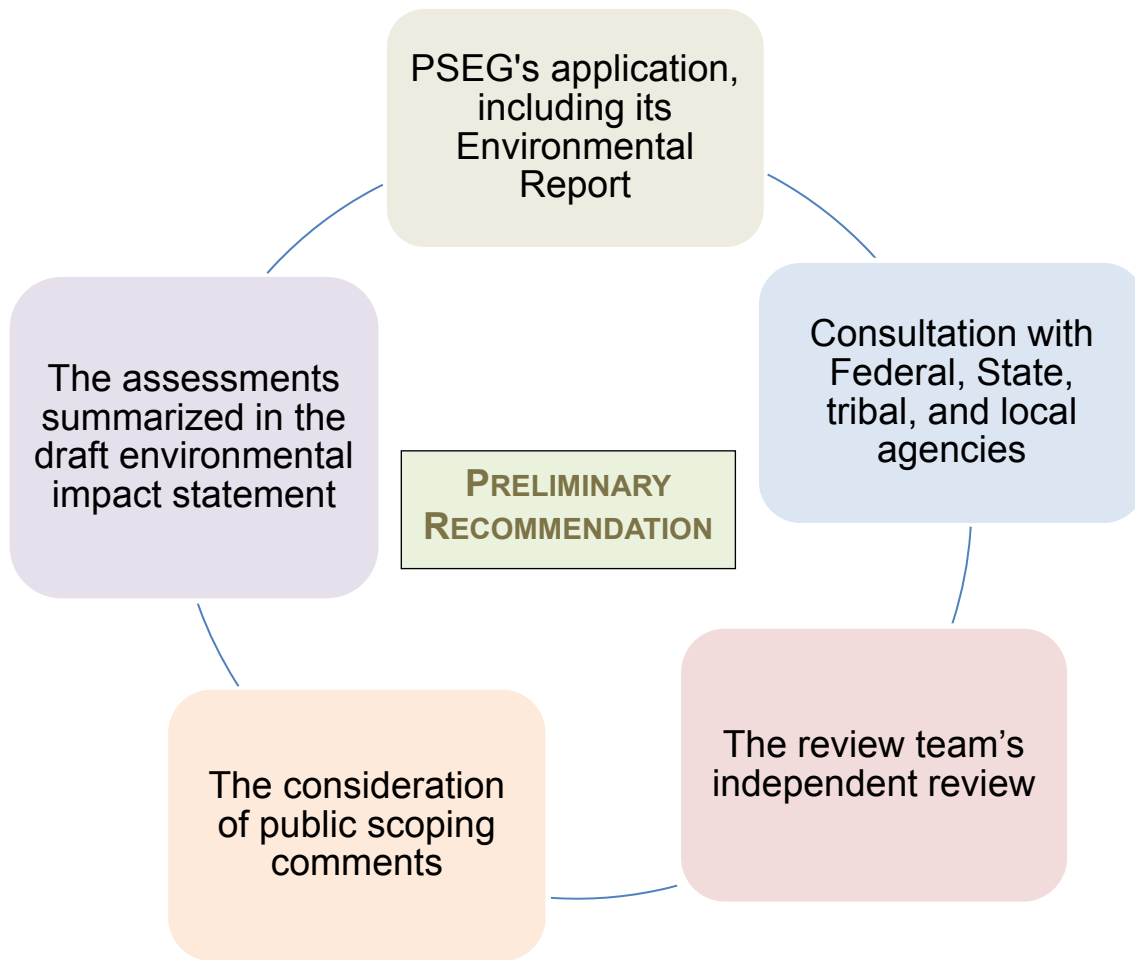 PSEG's application,
including its
Environmental
Report
Consultation with
Federal, State,
tribal, and local
agencies
The review team’s
independent review
The consideration
of public scoping
comments
The assessments
summarized in the
draft environmental
impact statement
PRELIMINARY
RECOMMENDATION